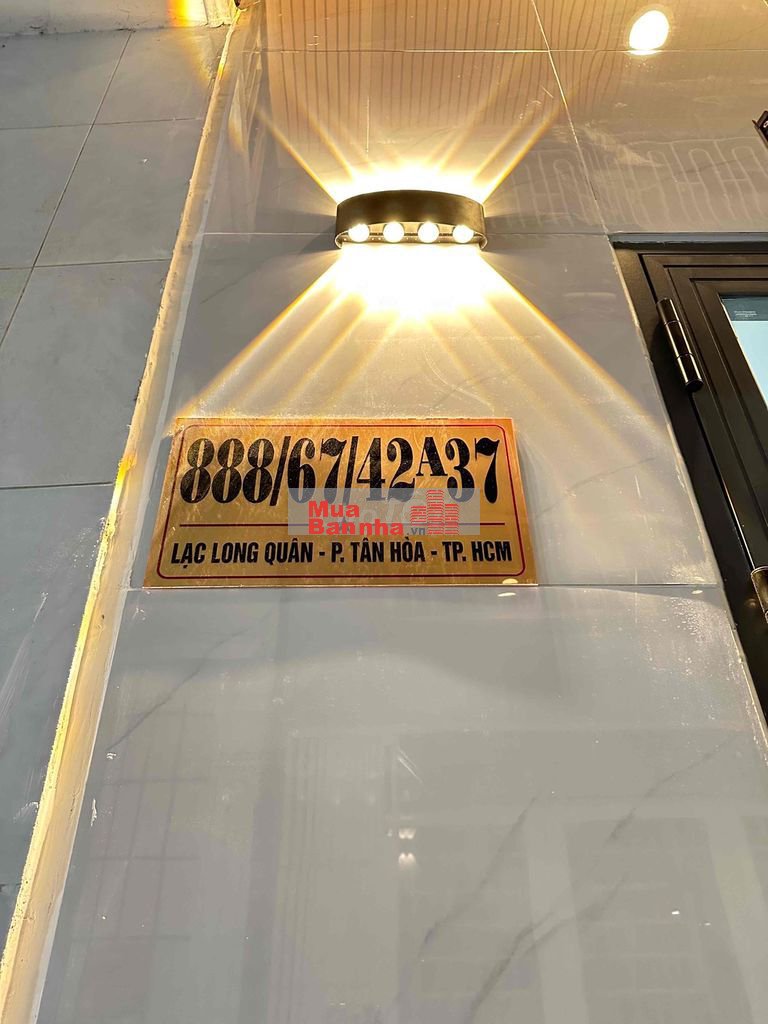 888/67/42A37
Mua
Bannha.vn
LẠC LONG QUÂN - P. TÂN HÒA - TP. HCM